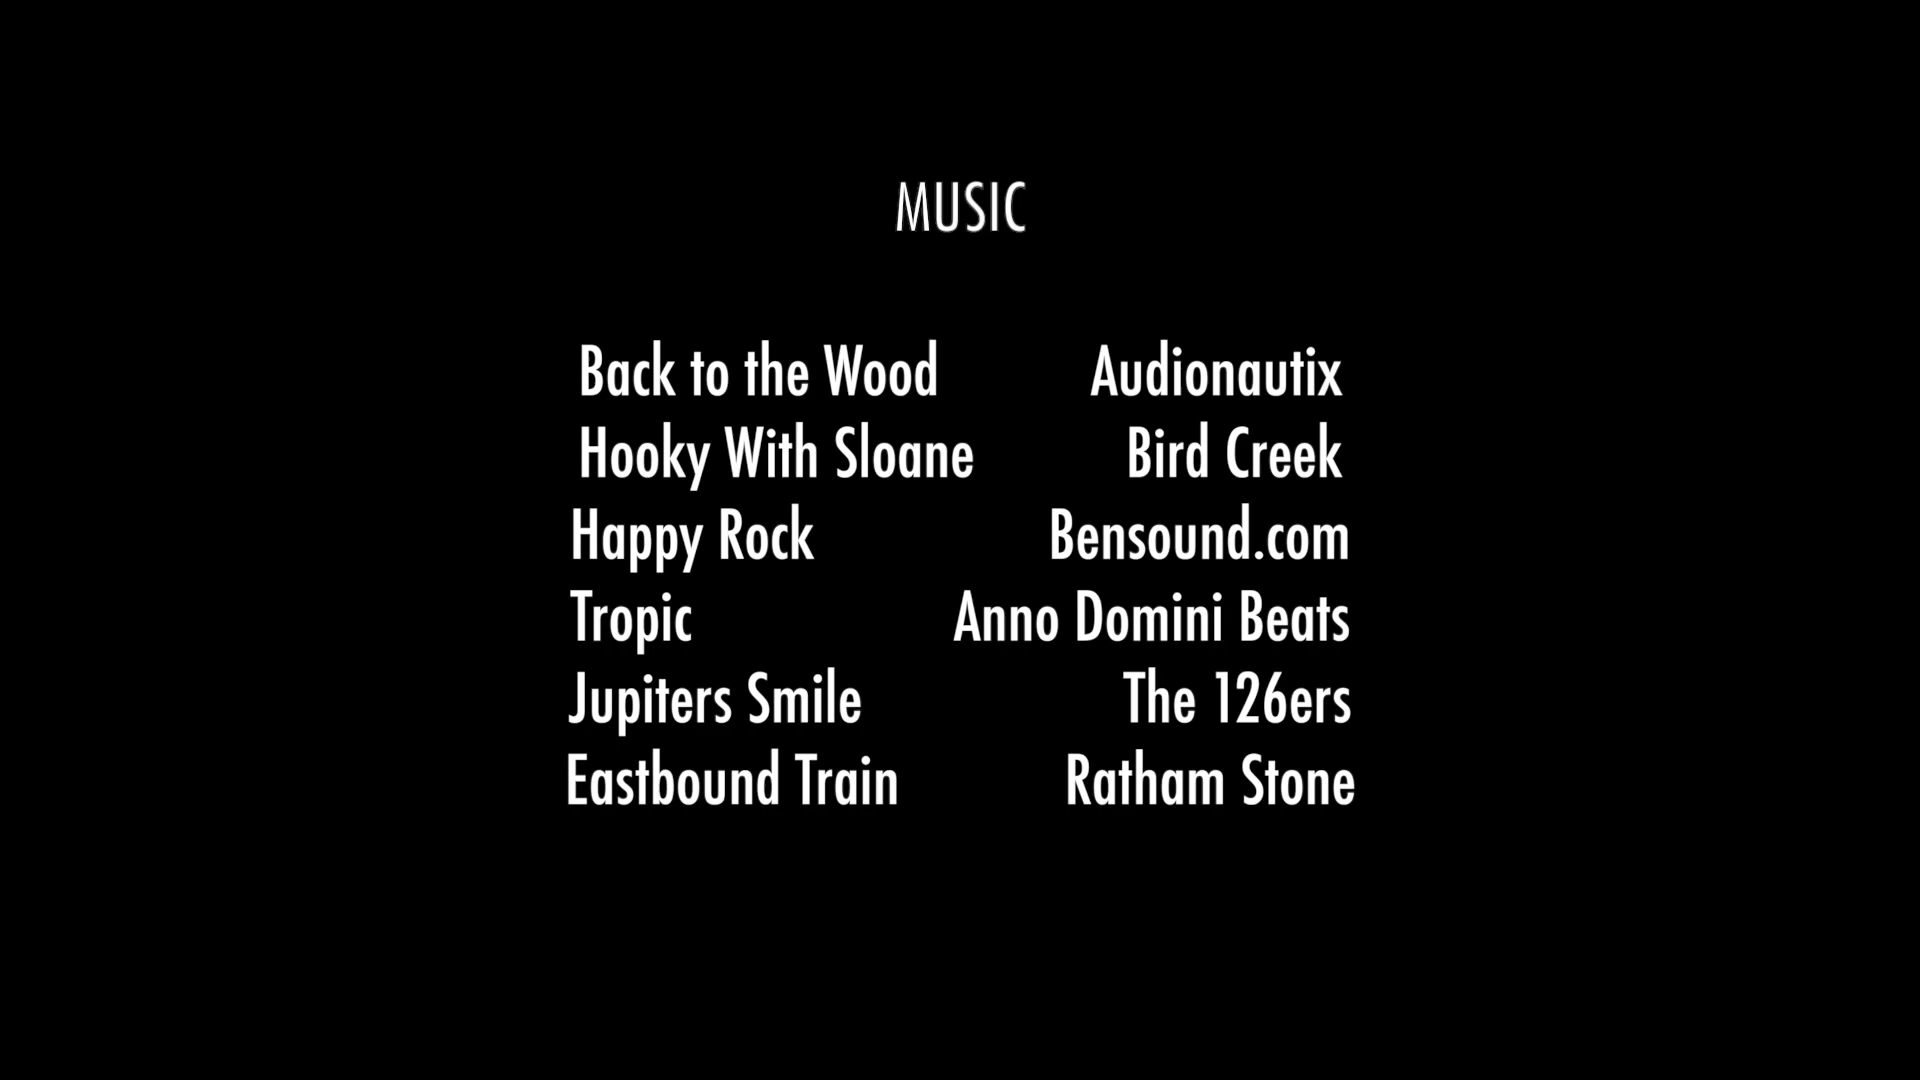 MUSIC
Back to the Wood Audionautix
Hooky With Sloane Bird Creek
Happy Rock Bensound.com
Tropic Anno Domini Beats
Jupiters Smile The 126ers
Eastbound Train Ratham Stone